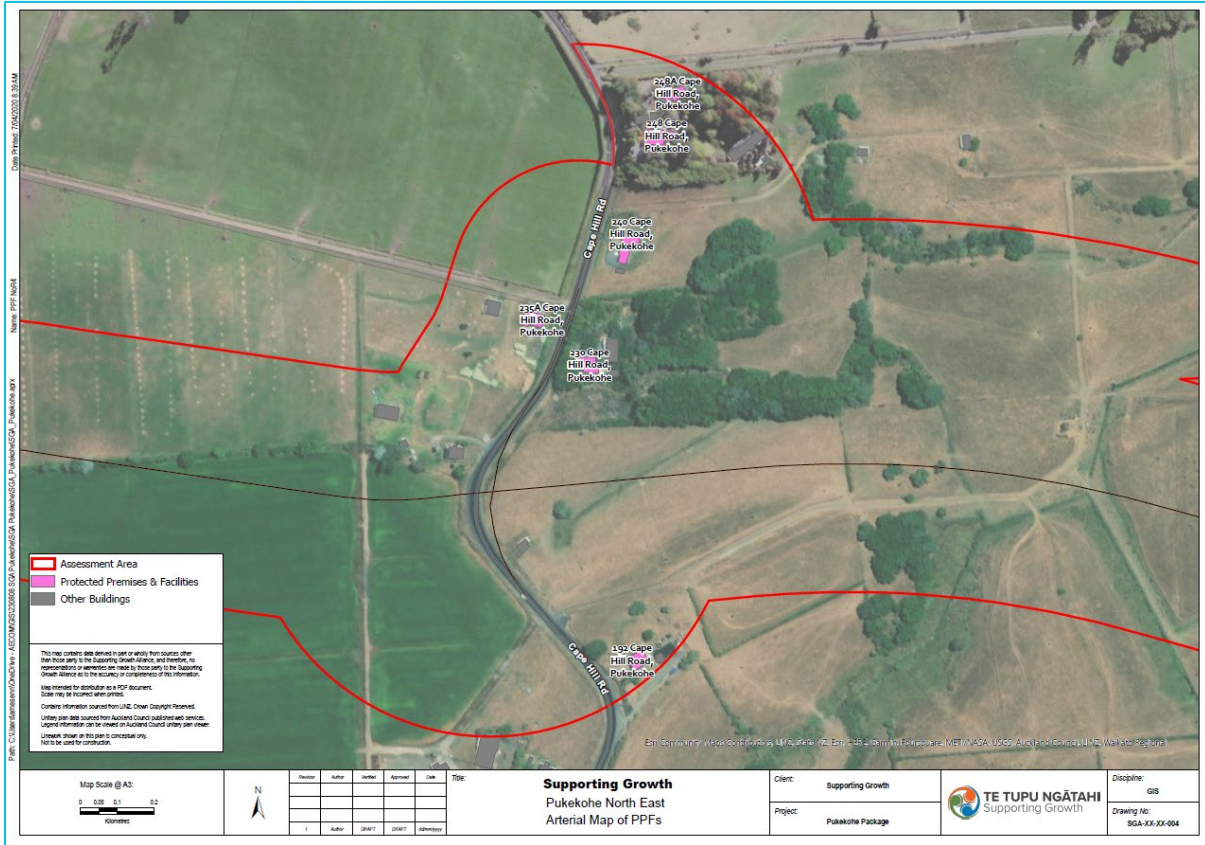 248A Cape
Hill Road,
Pukekohe
248 Cape
Hill Road,
Pukekohe
Cape Hill Rd
240 Cape
Hill Road,
Pukekohe
235A Cape
Hill Road,
Pukekohe
230 Cape
Hill Road,
Pukekohe
192 Cape
Hill Road,
Pukekohe
Cape Hill Rd
Assessment Area
Protected Premises & Facilities
Other Buildings
This map contains data derived in part or wholly from sources other
than those party to the Supporting Growth Alliance, and therefore, no
representations or warranties are made by those party to the Supporting
Growth Alliance as to the accuracy or completeness of this information.
Map intended for distribution as a PDF document.
Scale may be incorrect when printed.
Contains information sourced from LINZ. Crown Copyright Reserved.
Unitary plan data sourced from Auckland Council published web services.
Legend information can be viewed on Auckland Council unitary plan viewer.
Linework shown on this plan is conceptual only.
Not to be used for construction.
Name: PPF NoR4
Map Scale @ A3:
0 0.05 0.1 0.2
Kilometres
N
Revision Author Verified Approved Date
1 Author DRAFT DRAFT dd/mm/yyyy
Title:
Supporting Growth
Pukekohe North East
Arterial Map of PPFs
Client:
Supporting Growth
Project:
Pukekohe Package
TE TUPU NGĀTAHI
Supporting Growth
Discipline:
GIS
Drawing No:
SGA-XX-XX-004